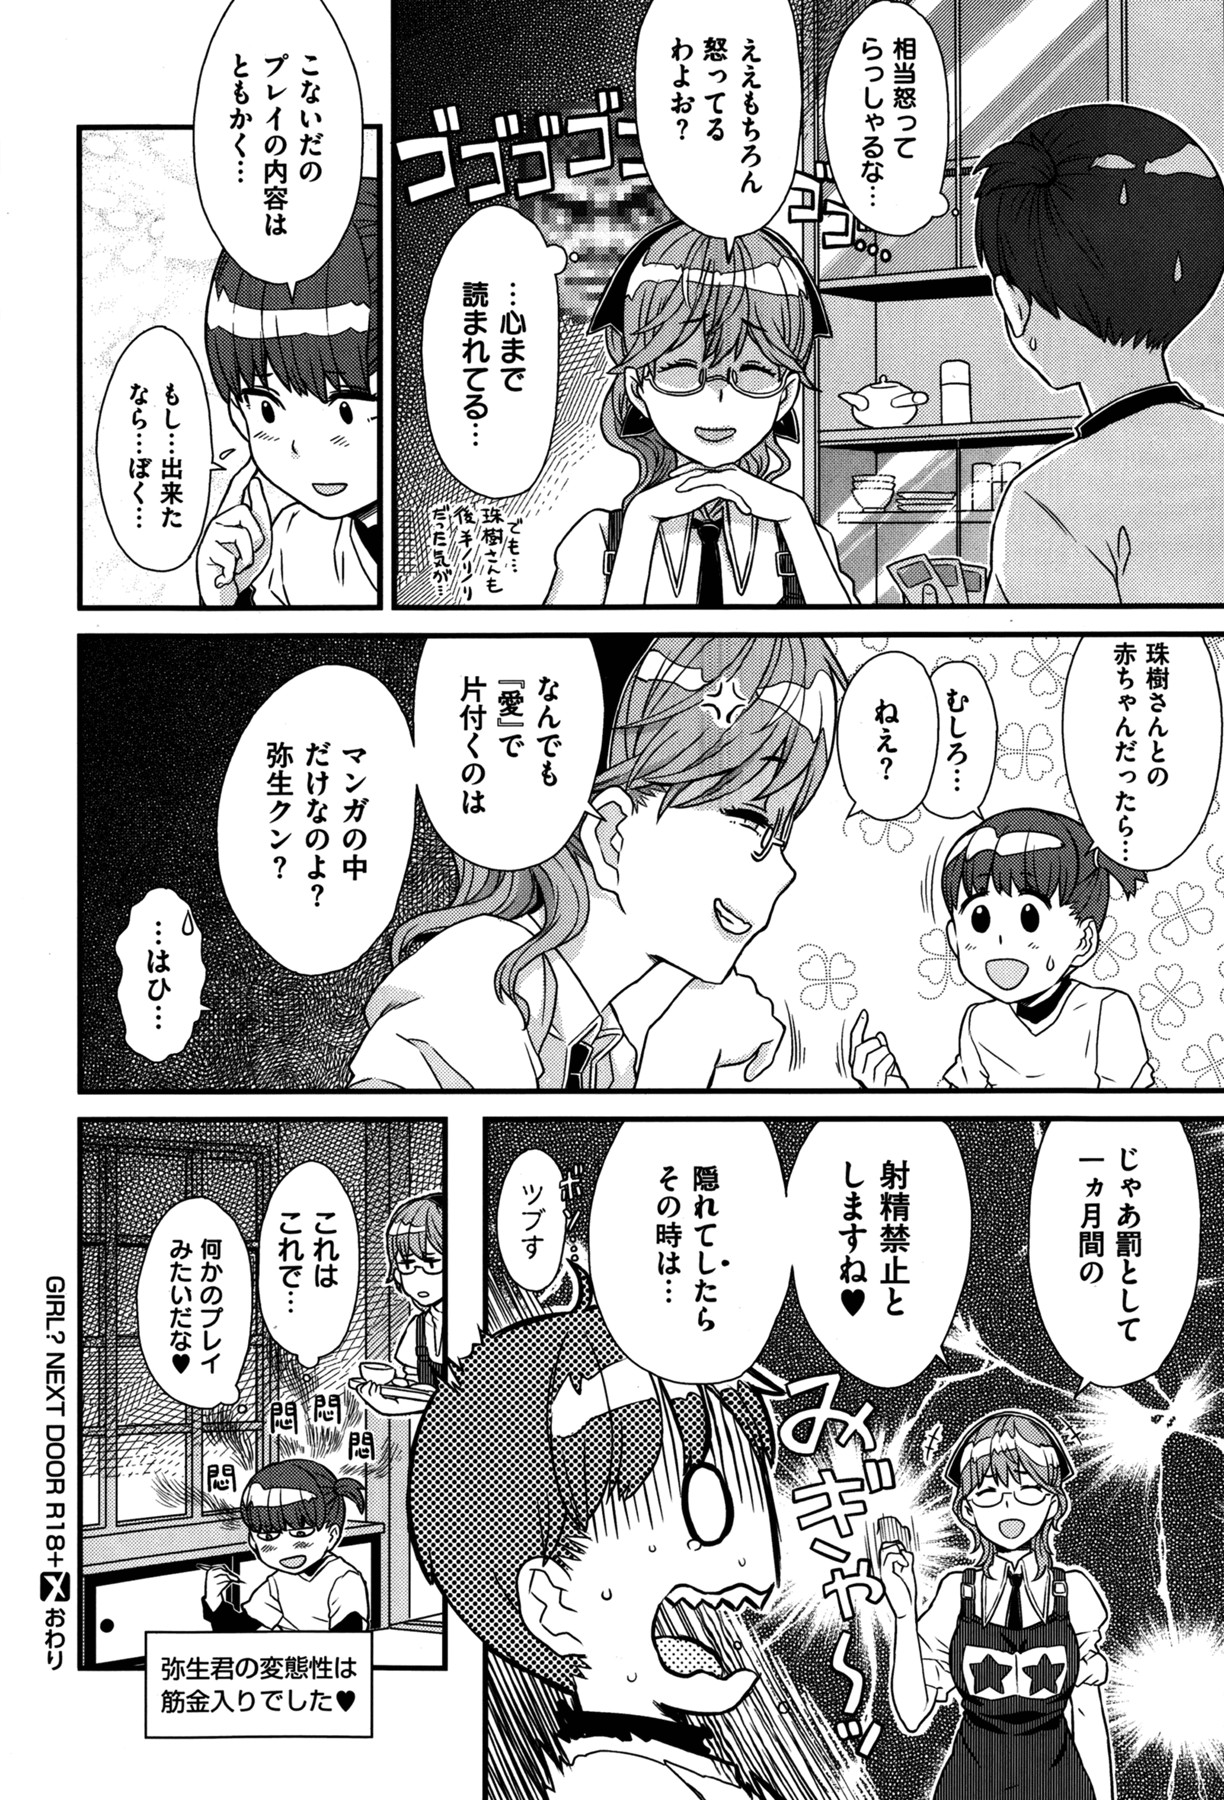 相当怒って
らっしゃるな…
ええもちろん
怒ってる
わよお？
ゴゴゴゴゴ
ゴゴ…
…心まで
読まれてる…
でも…
珠樹さんも
後半ノリノリ
だった気が…
こないだの
プレイの内容は
ともかく…
もし…出来た
なら…ぼく…
珠樹さんとの
赤ちゃんだったら…
むしろ…
ねえ？
なんでも
『愛』で
片付くのは
マンガの中
だけなのよ？
弥生クン？
…はひ…
じゃあ罰として
一ヵ月間の
射精禁止と
しますね♥
隠れてしたら
その時は…
ボソッ…
ツブす
みぎゃ～〜
これは
これで…
何かのプレイ
みたいだな♥
悶
悶
悶
悶
弥生君の変態性は
筋金入りでした♥
GIRL? NEXT DOOR R18+ X おわり